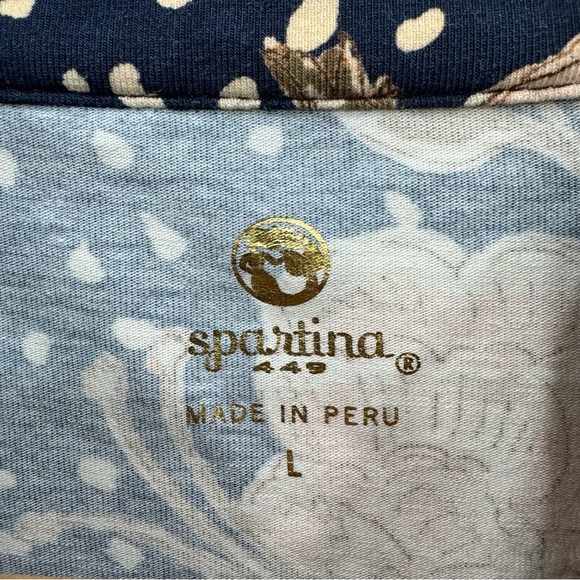 spartina ®
449
MADE IN PERU
L